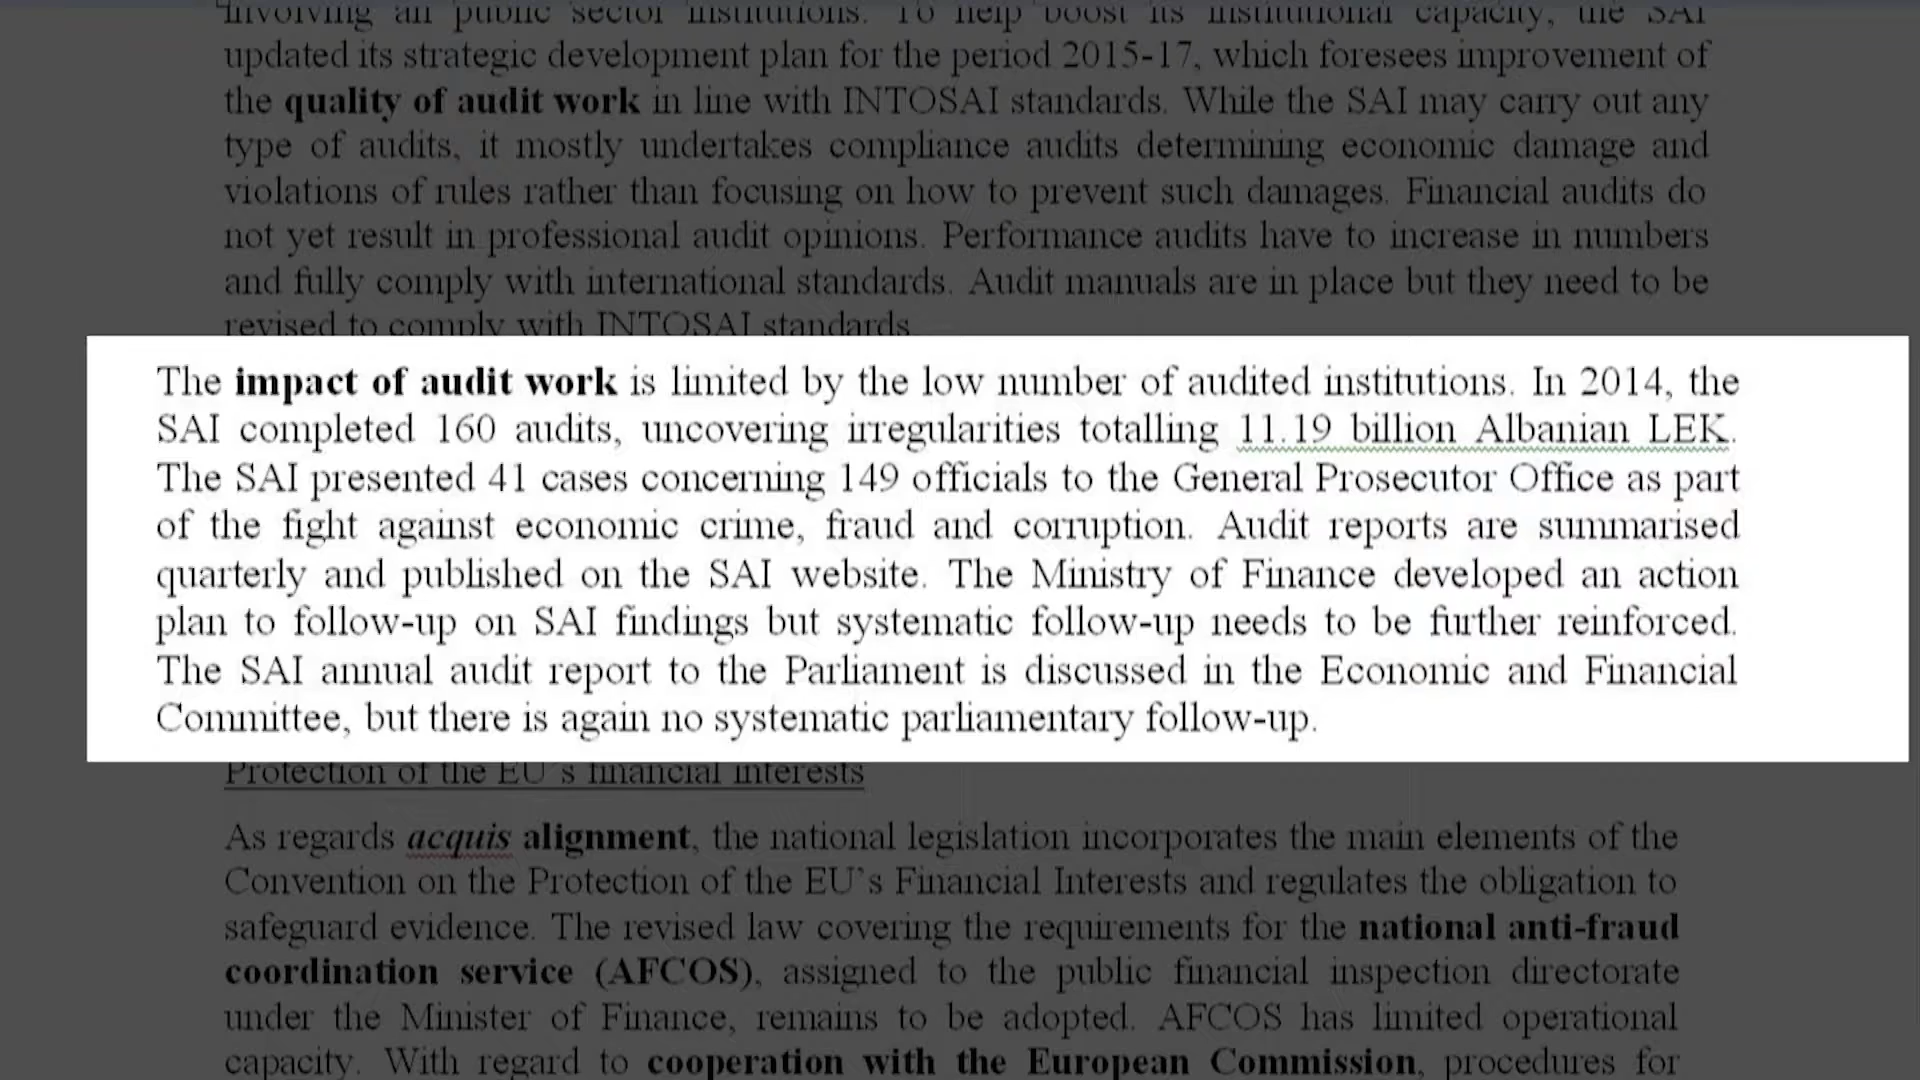 involving all public sector institutions. To help boost its institutional capacity, the SAI
updated its strategic development plan for the period 2015-17, which foresees improvement of
the quality of audit work in line with INTOSAI standards. While the SAI may carry out any
type of audits, it mostly undertakes compliance audits determining economic damage and
violations of rules rather than focusing on how to prevent such damages. Financial audits do
not yet result in professional audit opinions. Performance audits have to increase in numbers
and fully comply with international standards. Audit manuals are in place but they need to be
revised to comply with INTOSAI standards.
The impact of audit work is limited by the low number of audited institutions. In 2014, the
SAI completed 160 audits, uncovering irregularities totalling 11.19 billion Albanian LEK.
The SAI presented 41 cases concerning 149 officials to the General Prosecutor Office as part
of the fight against economic crime, fraud and corruption. Audit reports are summarised
quarterly and published on the SAI website. The Ministry of Finance developed an action
plan to follow-up on SAI findings but systematic follow-up needs to be further reinforced.
The SAI annual audit report to the Parliament is discussed in the Economic and Financial
Committee, but there is again no systematic parliamentary follow-up.
Protection of the EU's financial interests
As regards acquis alignment, the national legislation incorporates the main elements of the
Convention on the Protection of the EU's Financial Interests and regulates the obligation to
safeguard evidence. The revised law covering the requirements for the national anti-fraud
coordination service (AFCOS), assigned to the public financial inspection directorate
under the Minister of Finance, remains to be adopted. AFCOS has limited operational
capacity. With regard to cooperation with the European Commission, procedures for